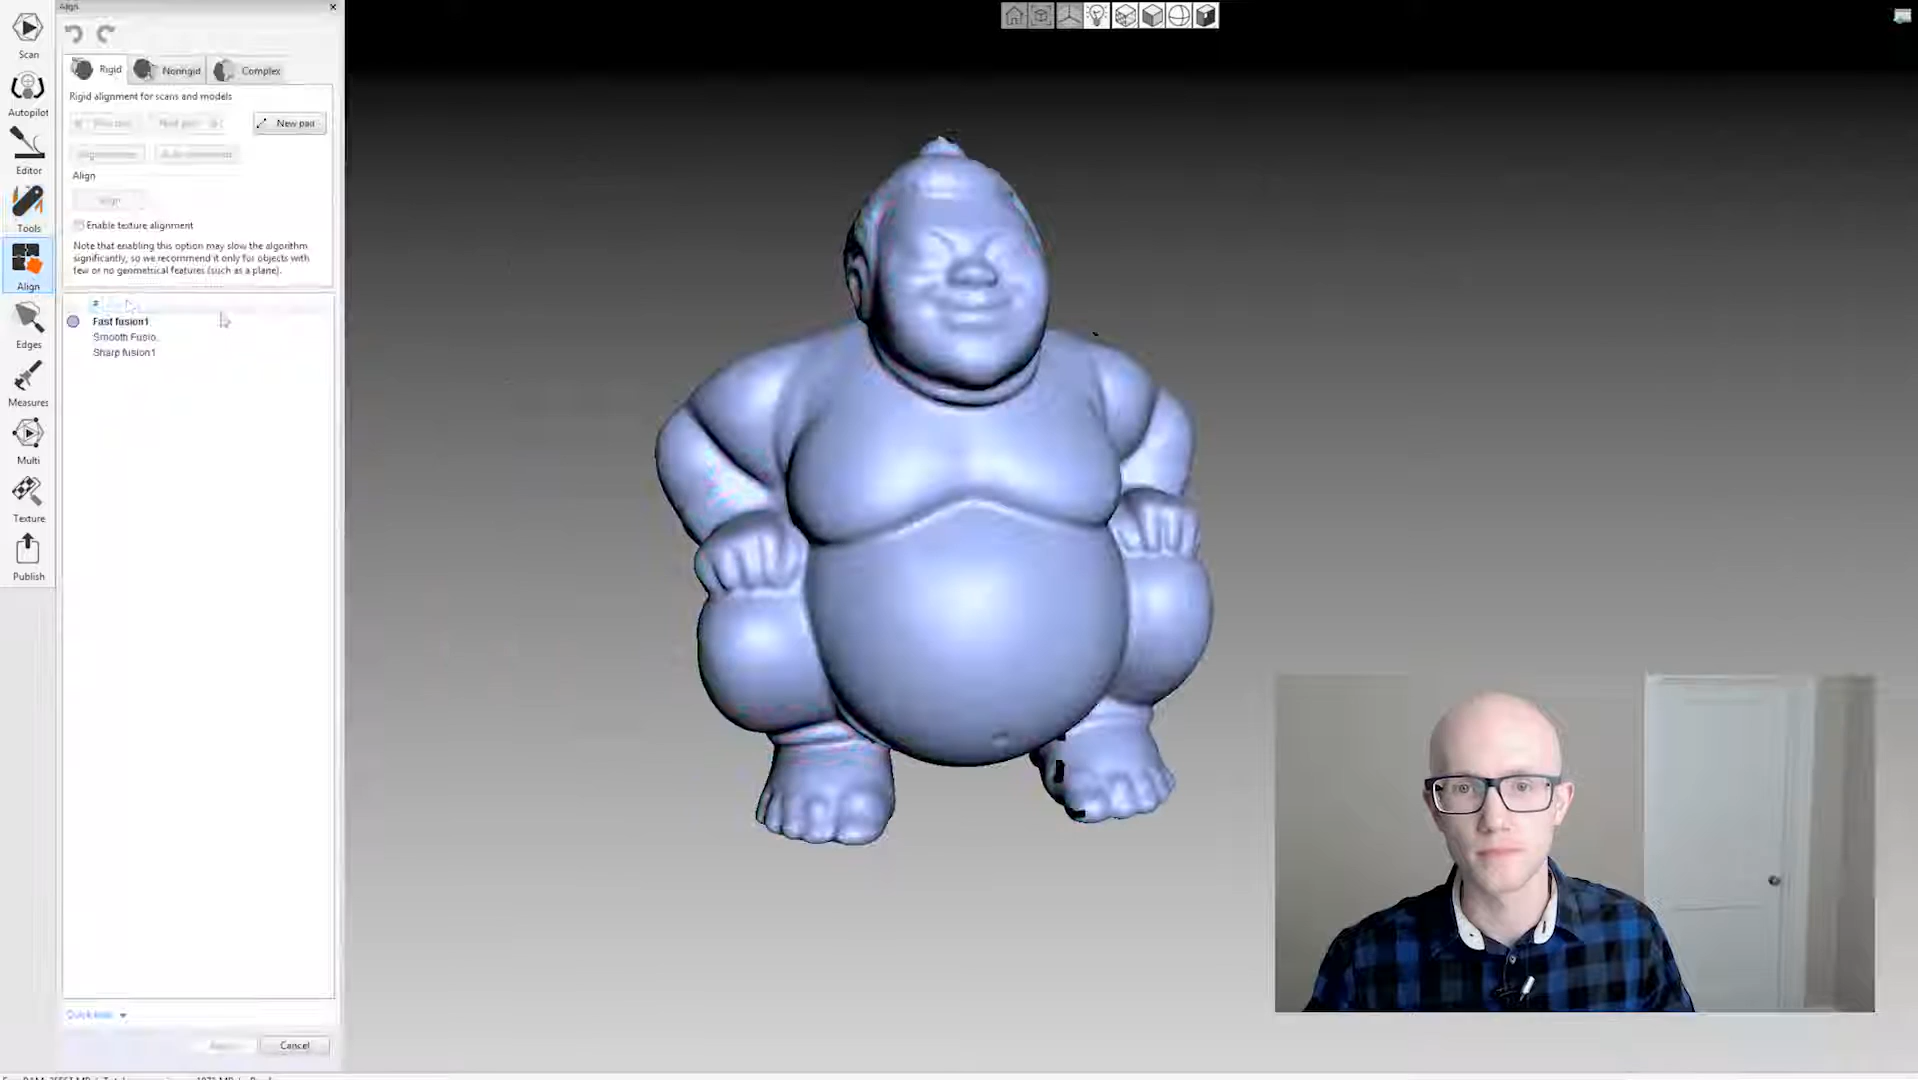 Align
Scan
Autopilot
Editor
Tools
Align
Edges
Measures
Multi
Texture
Publish
Rigid
Nonrigid
Complex
Rigid alignment for scans and models
New pair
Align
Align
Enable texture alignment
Note that enabling this option may slow the algorithm
significantly, so we recommend it only for objects with
few or no geometrical features (such as a plane).
Fast fusion1
Smooth Fusio...
Sharp fusion1
Cancel